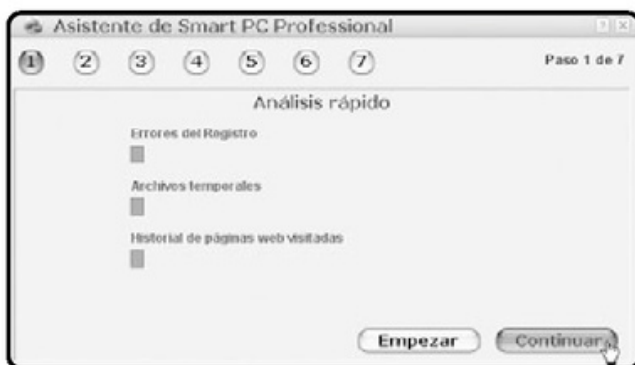 Asistente de Smart PC Professional
1 2 3 4 5 6 7 Paso 1 de 7
Análisis rápido
Errores del Registro
Archivos temporales
Historial de páginas web visitadas
Empezar Continuar